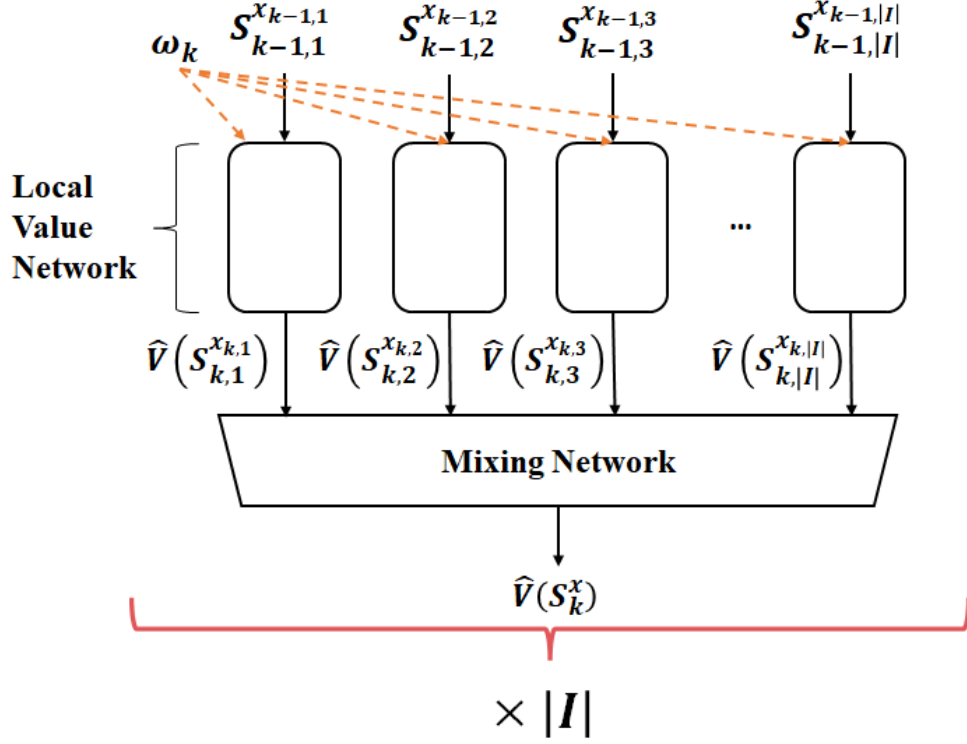 ω_k
S_{k-1,1}^{x_{k-1,1}} S_{k-1,2}^{x_{k-1,2}} S_{k-1,3}^{x_{k-1,3}} S_{k-1,|I|}^{x_{k-1,|I|}}
Local
Value
Network
...
V̂(S_{k,1}^{x_{k,1}}) V̂(S_{k,2}^{x_{k,2}}) V̂(S_{k,3}^{x_{k,3}}) V̂(S_{k,|I|}^{x_{k,|I|}})
Mixing Network
V̂(S_k^x)
× |I|